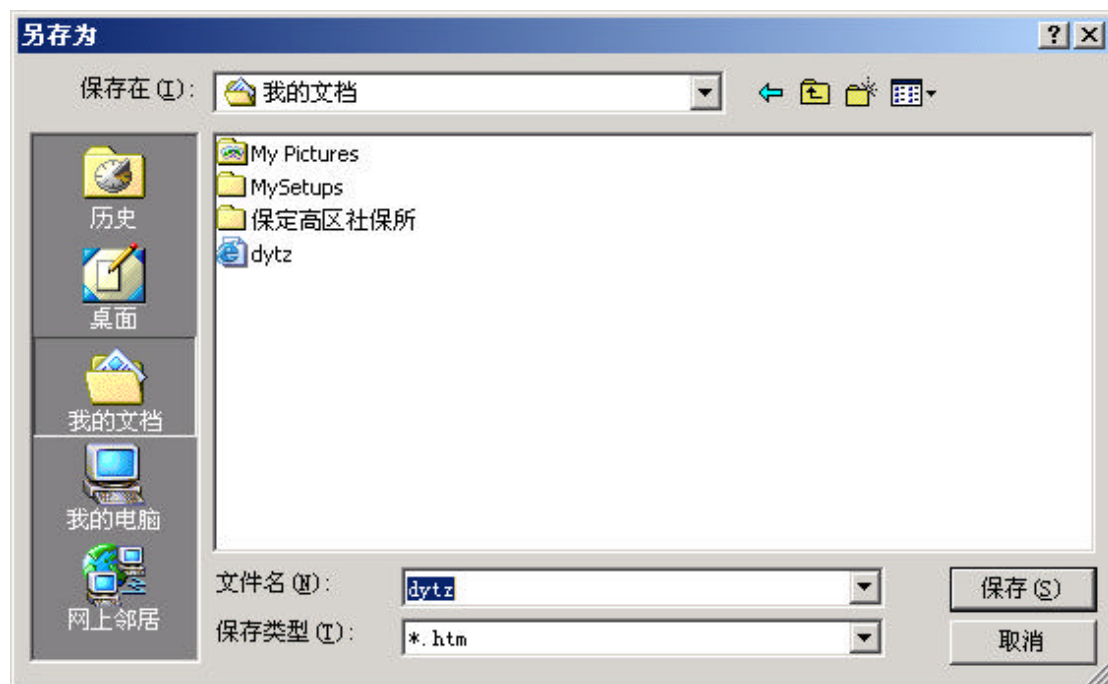 另存为
保存在(I):
我的文档
My Pictures
MySetups
保定高区社保所
dytz
历史
桌面
我的文档
我的电脑
网上邻居
文件名(N):
dytz
保存(S)
保存类型(T):
*.htm
取消